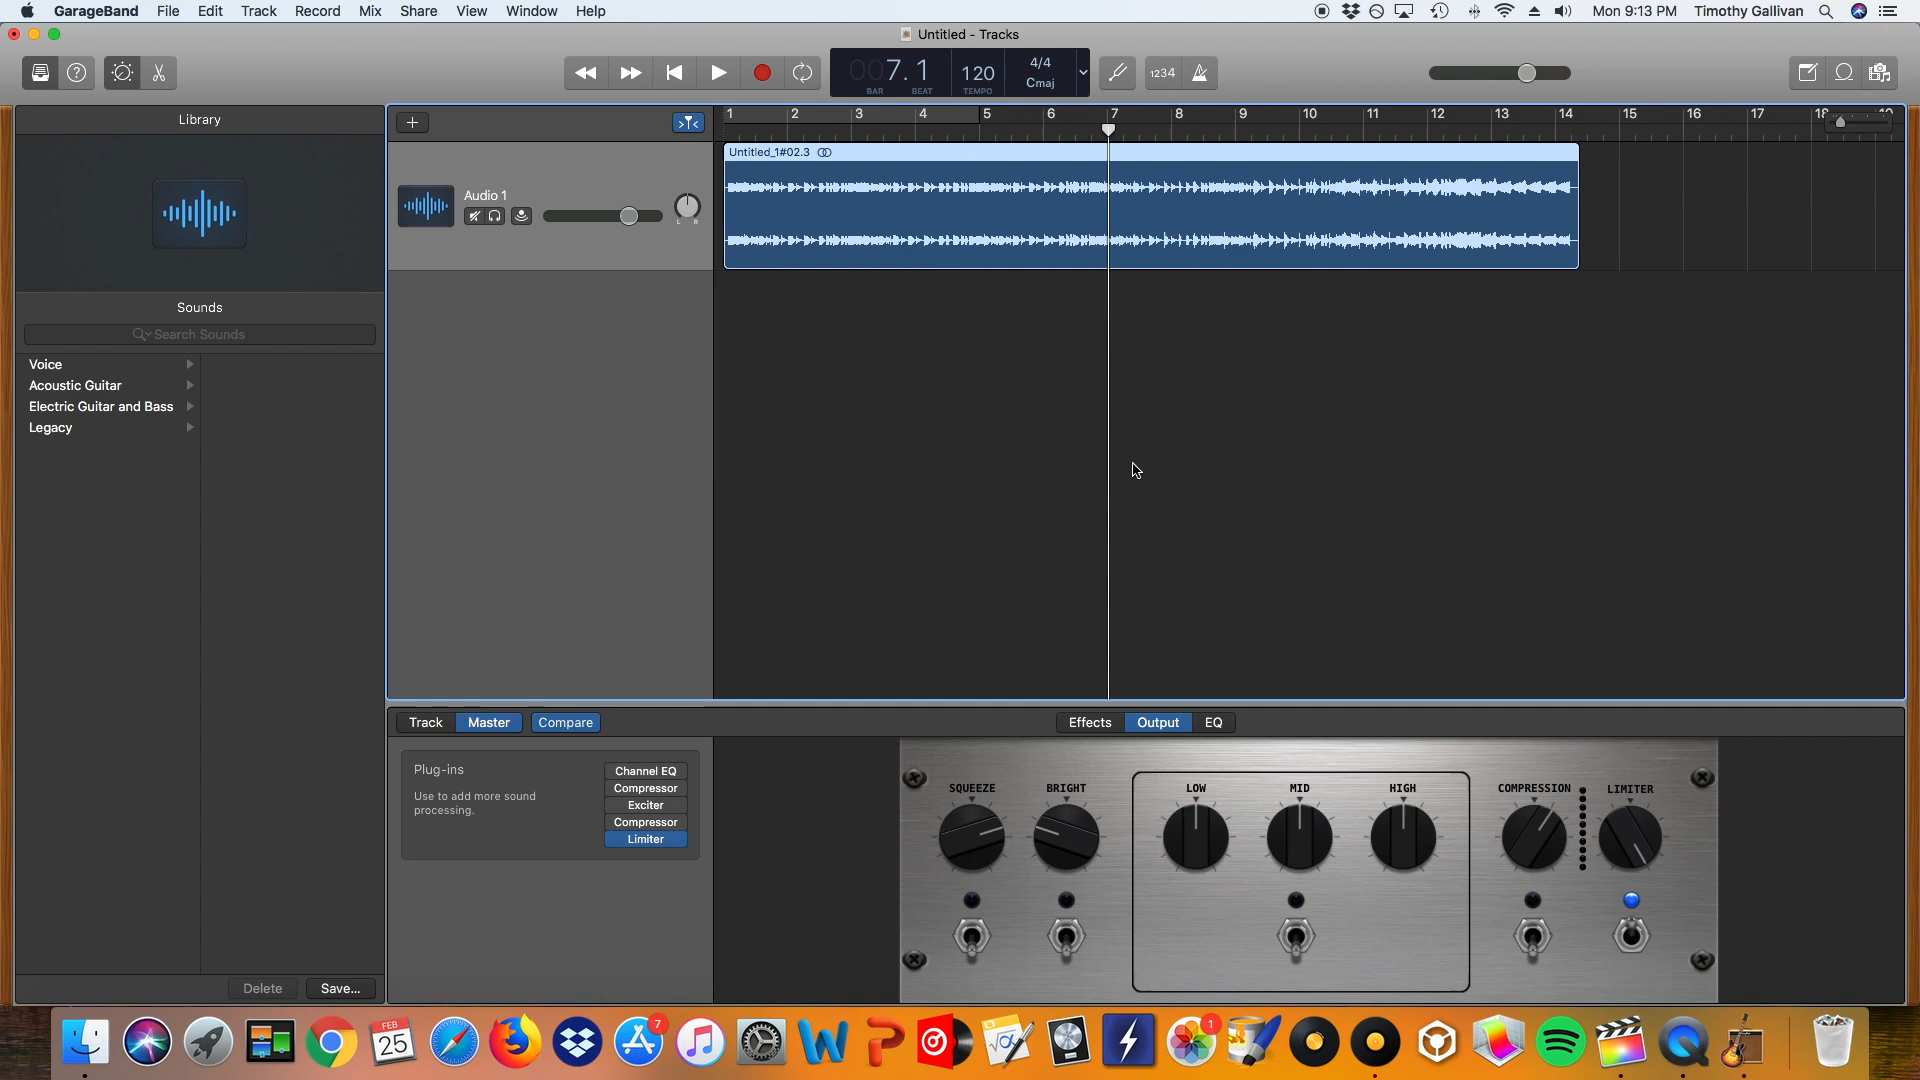 GarageBand File Edit Track Record Mix Share View Window Help Mon 9:13 PM Timothy Gallivan
Untitled - Tracks
007.1 120 4/4 Cmaj
BAR BEAT TEMPO
1234
Library
1 2 3 4 5 6 7 8 9 10 11 12 13 14 15 16 17 18 19
Untitled_1#02.3
Audio 1
L R
Sounds
Search Sounds
Voice
Acoustic Guitar
Electric Guitar and Bass
Legacy
Delete Save...
Track Master Compare Effects Output EQ
Plug-ins
Use to add more sound
processing.
Channel EQ
Compressor
Exciter
Compressor
Limiter
SQUEEZE BRIGHT LOW MID HIGH COMPRESSION LIMITER
FEB
25
7
1